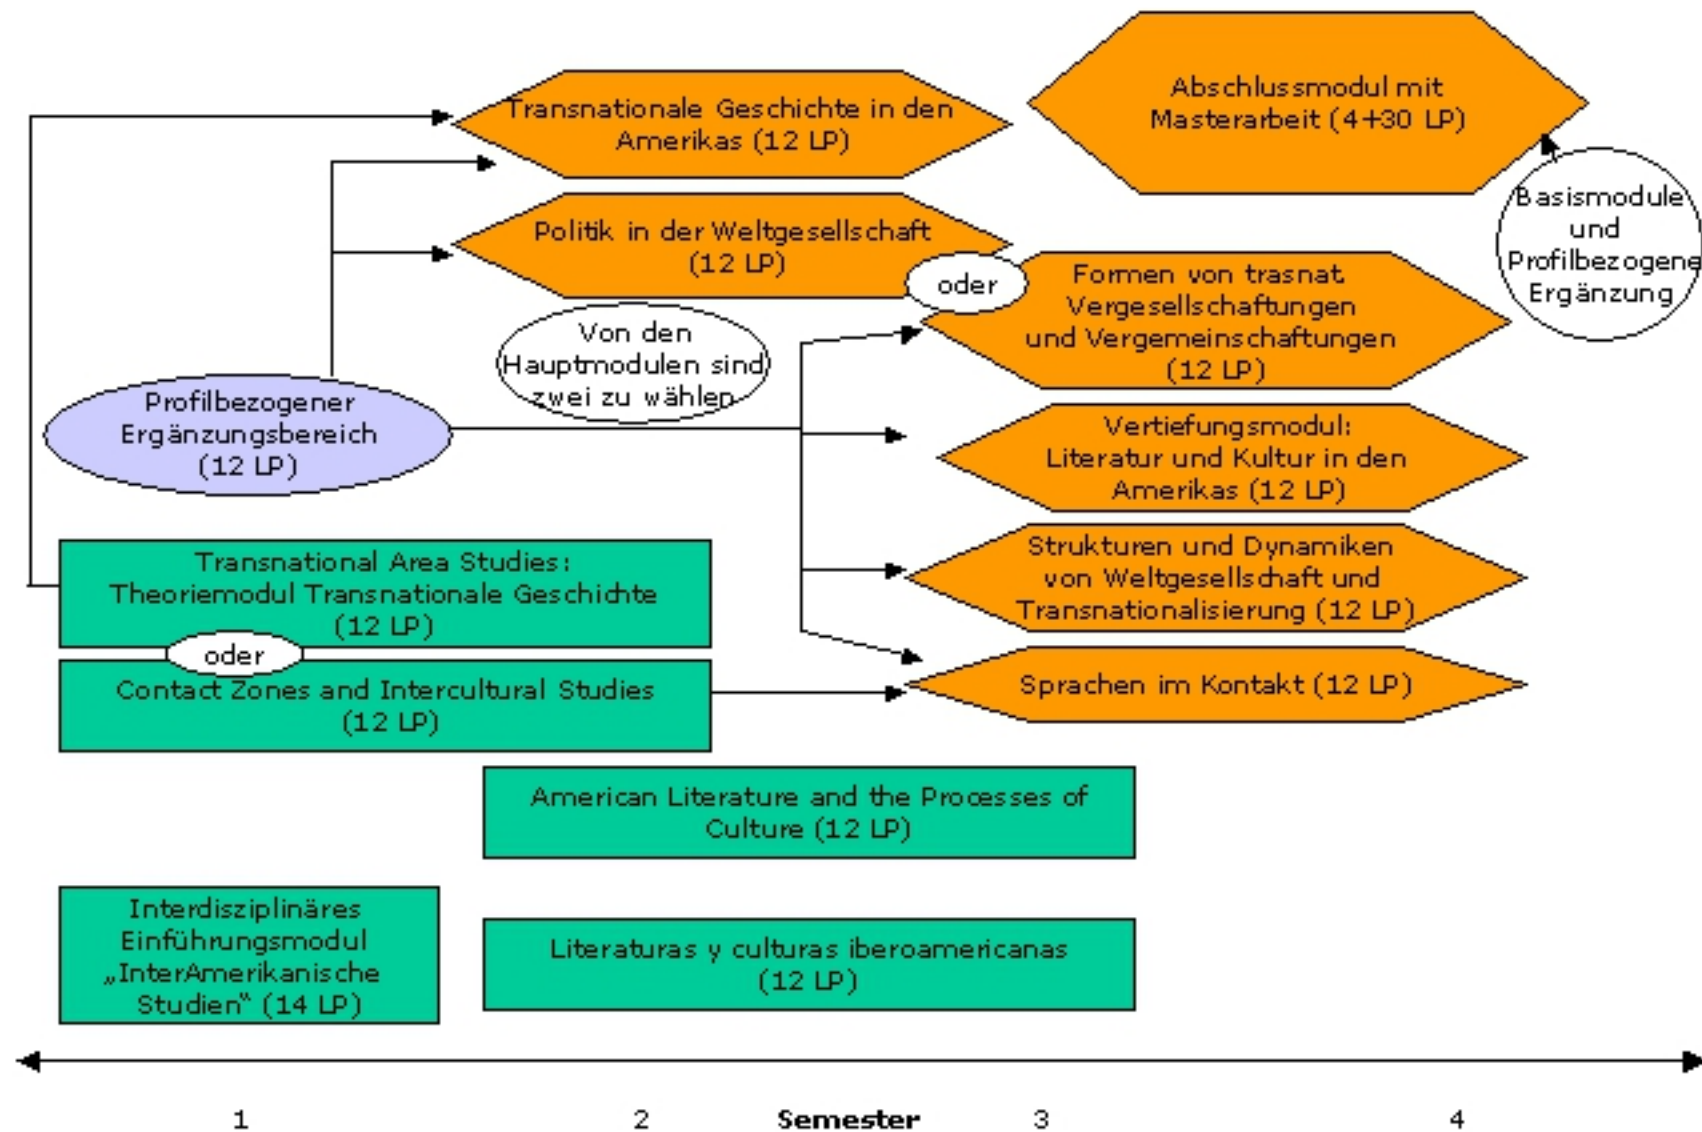 Abschlussmodul mit
Masterarbeit (4+30 LP)
Transnationale Geschichte in den
Amerikas (12 LP)
Basismodule
und
Profilbezogene
Ergänzung
Politik in der Weltgesellschaft
(12 LP)
oder
Formen von trasnat.
Vergesellschaftungen
und Vergemeinschaftungen
(12 LP)
Von den
Hauptmodulen sind
zwei zu wählen
Profilbezogener
Ergänzungsbereich
(12 LP)
Vertiefungsmodul:
Literatur und Kultur in den
Amerikas (12 LP)
Transnational Area Studies:
Theoriemodul Transnationale Geschichte
(12 LP)
Strukturen und Dynamiken
von Weltgesellschaft und
Transnationalisierung (12 LP)
oder
Contact Zones and Intercultural Studies
(12 LP)
Sprachen im Kontakt (12 LP)
American Literature and the Processes of
Culture (12 LP)
Interdisziplinäres
Einführungsmodul
„InterAmerikanische
Studien“ (14 LP)
Literaturas y culturas iberoamericanas
(12 LP)
1 2 Semester 3 4